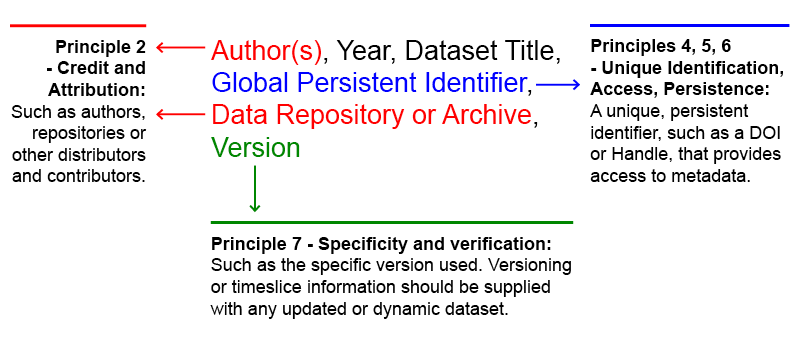 Principle 2
- Credit and
Attribution:
Such as authors,
repositories or
other distributors
and contributors.
Author(s), Year, Dataset Title,
Global Persistent Identifier,
Data Repository or Archive,
Version
Principles 4, 5, 6
- Unique Identification,
Access, Persistence:
A unique, persistent
identifier, such as a DOI
or Handle, that provides
access to metadata.
Principle 7 - Specificity and verification:
Such as the specific version used. Versioning
or timeslice information should be supplied
with any updated or dynamic dataset.